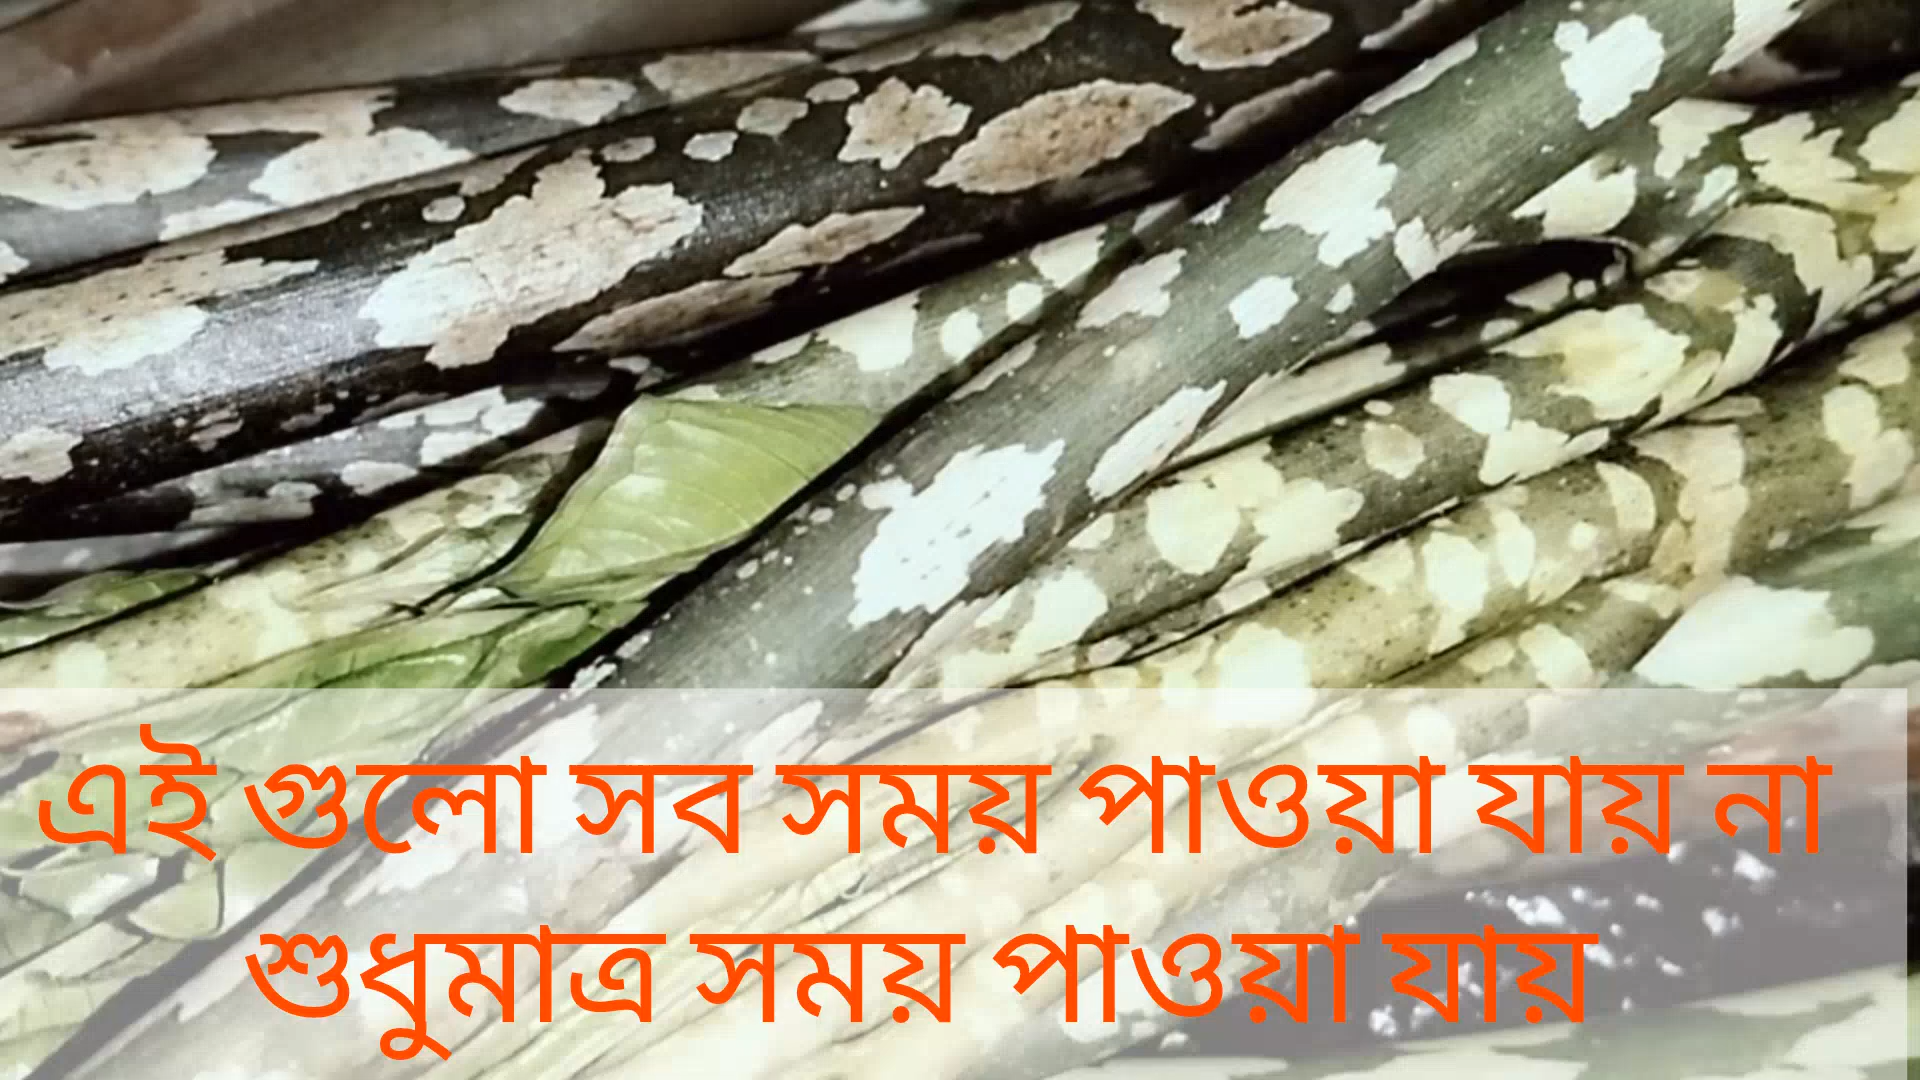 এই গুলো সব সময় পাওয়া যায় না
শুধুমাত্র সময় পাওয়া যায়